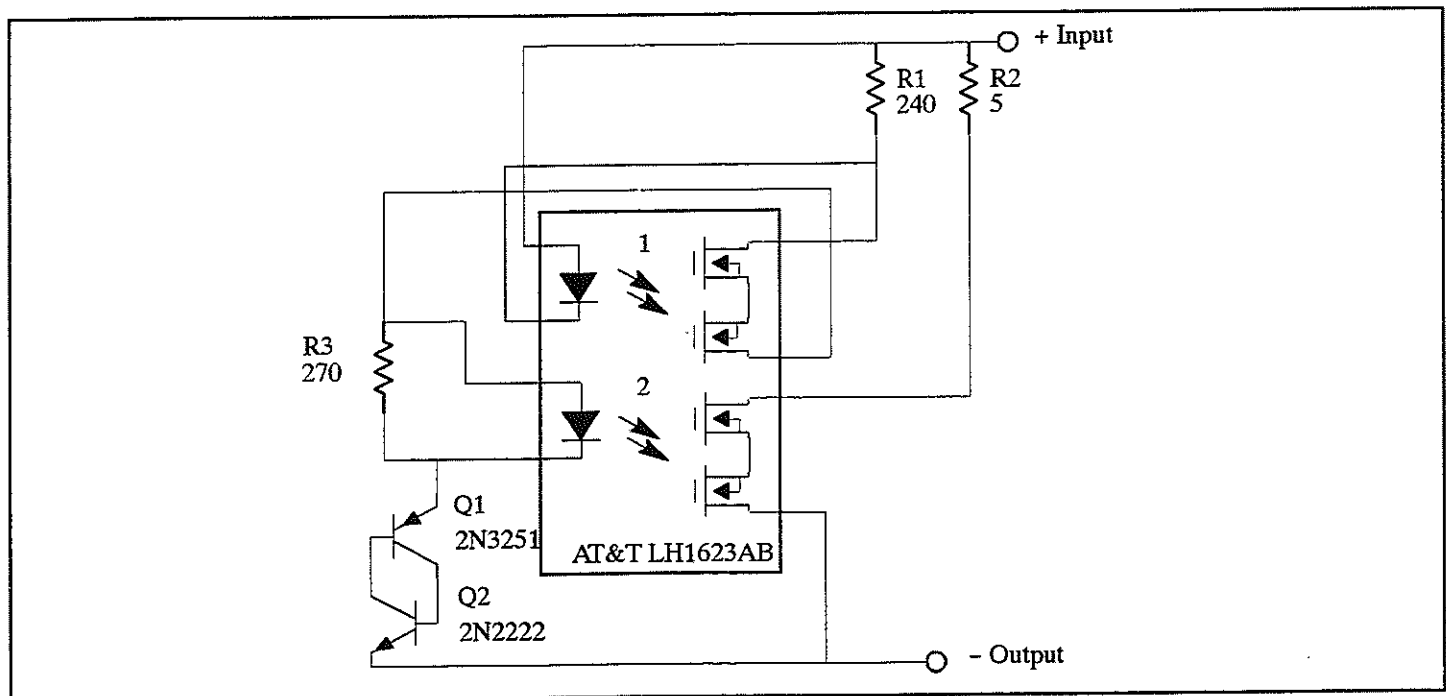 + Input
R1
240
R2
5
1
R3
270
2
Q1
2N3251
AT&T LH1623AB
Q2
2N2222
– Output